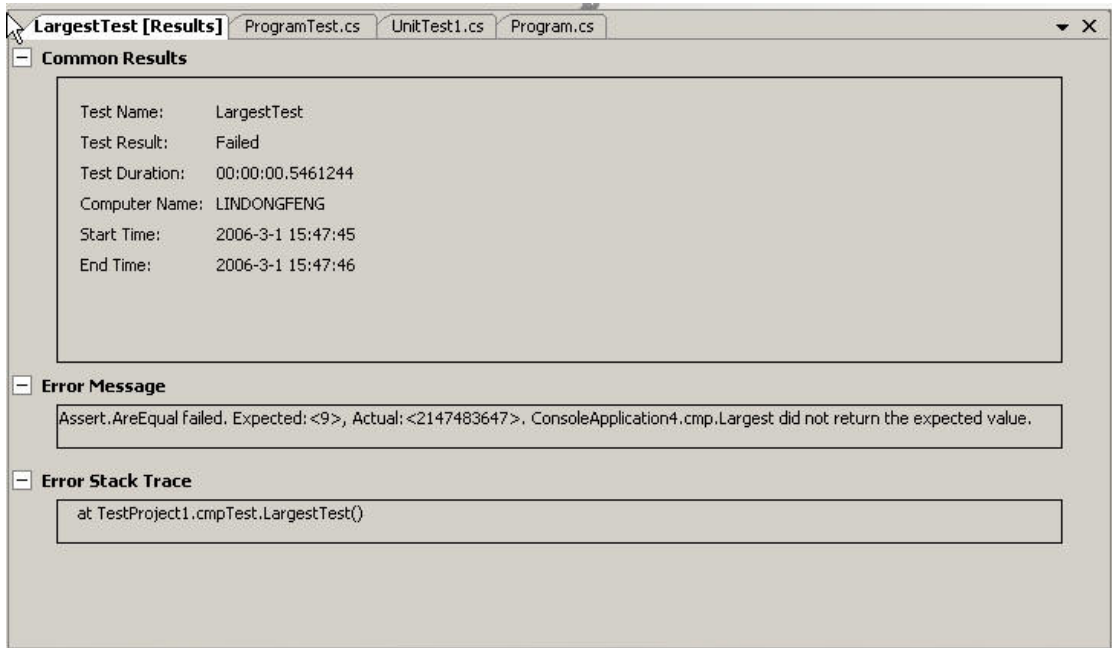 LargestTest [Results] ProgramTest.cs UnitTest1.cs Program.cs
Common Results
Test Name: LargestTest
Test Result: Failed
Test Duration: 00:00:00.5461244
Computer Name: LINDONGFENG
Start Time: 2006-3-1 15:47:45
End Time: 2006-3-1 15:47:46
Error Message
Assert.AreEqual failed. Expected:<9>, Actual:<2147483647>. ConsoleApplication4.cmp.Largest did not return the expected value.
Error Stack Trace
at TestProject1.cmpTest.LargestTest()